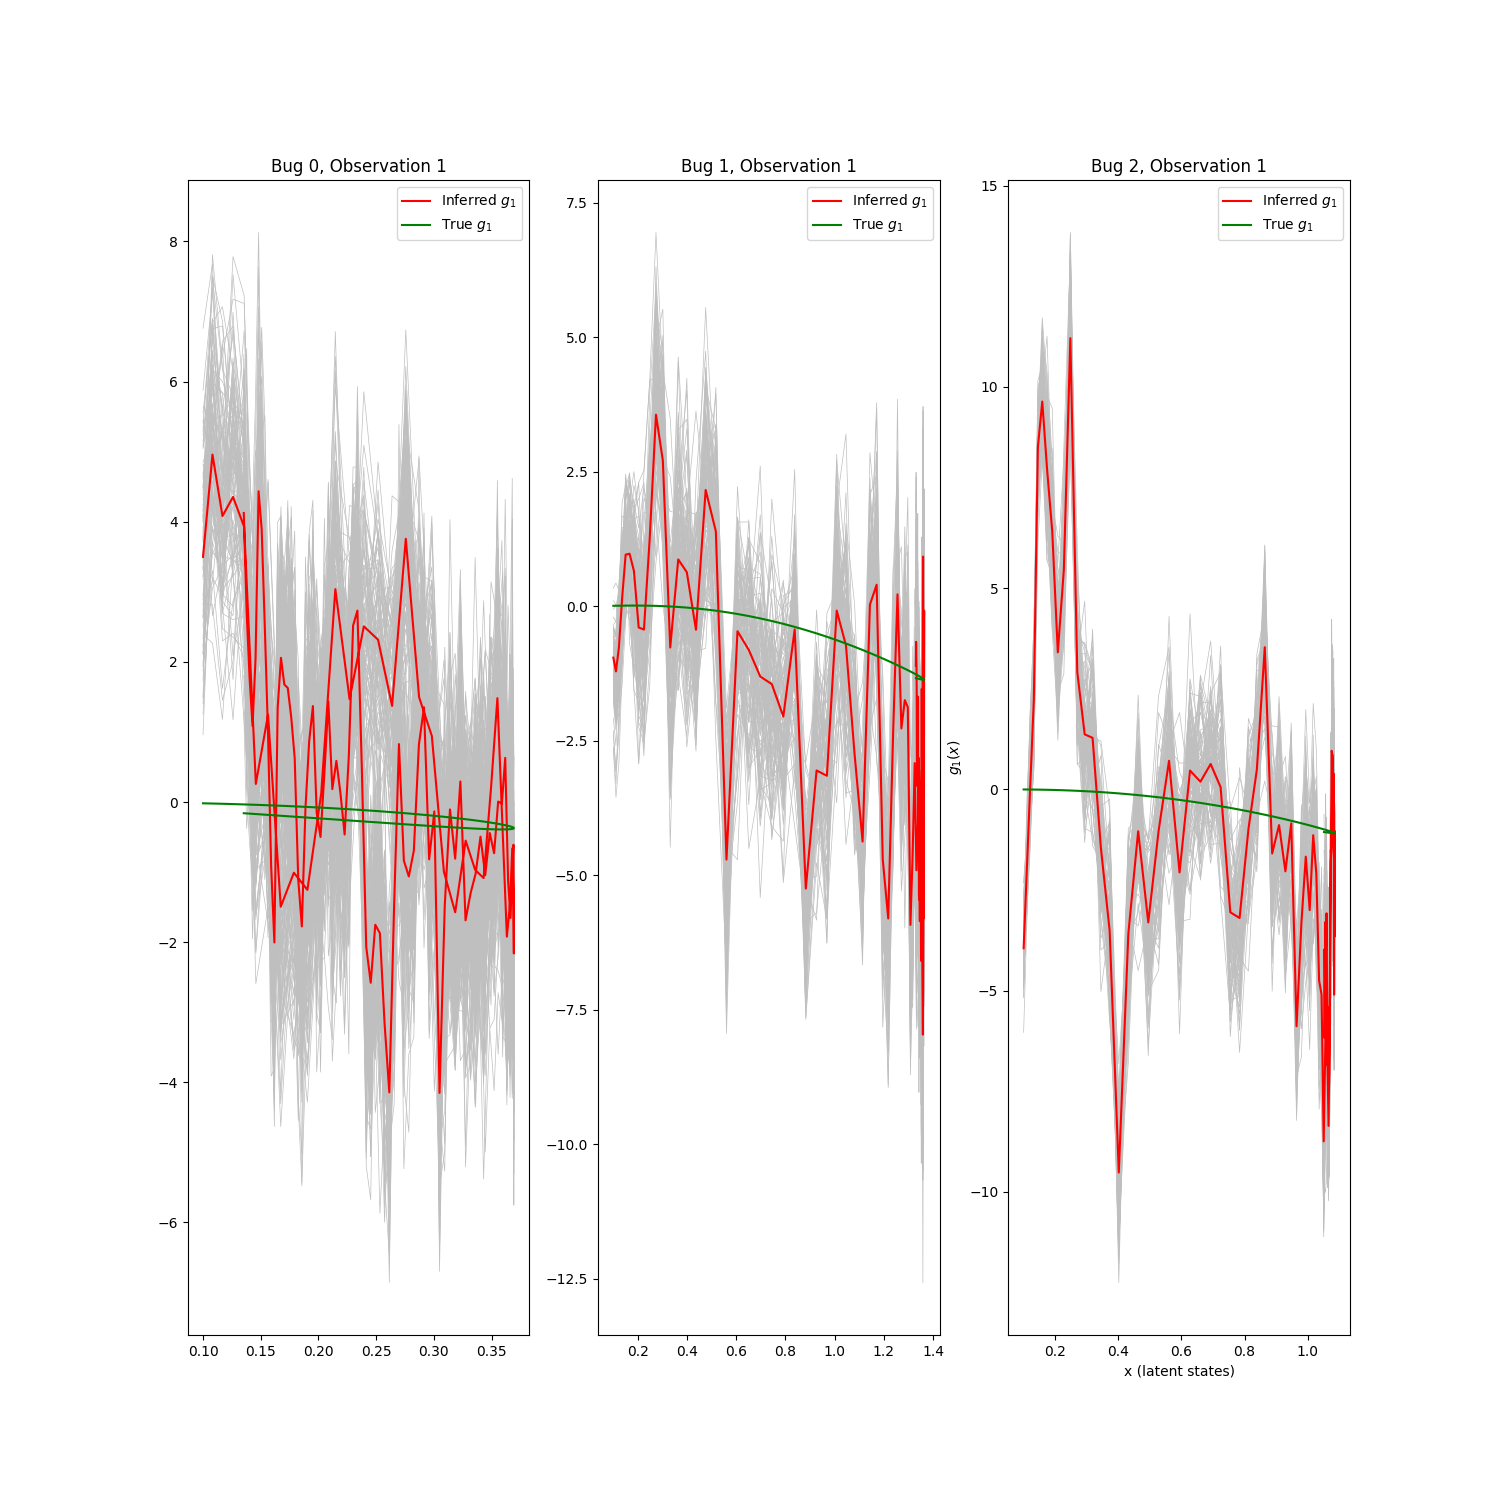 Bug 0, Observation 1
Inferred g₁
True g₁
8
6
4
2
0
−2
−4
−6
0.10 0.15 0.20 0.25 0.30 0.35
Bug 1, Observation 1
Inferred g₁
True g₁
7.5
5.0
2.5
0.0
−2.5
−5.0
−7.5
−10.0
−12.5
0.2 0.4 0.6 0.8 1.0 1.2 1.4
Bug 2, Observation 1
Inferred g₁
True g₁
g₁(x)
15
10
5
0
−5
−10
0.2 0.4 0.6 0.8 1.0
x (latent states)